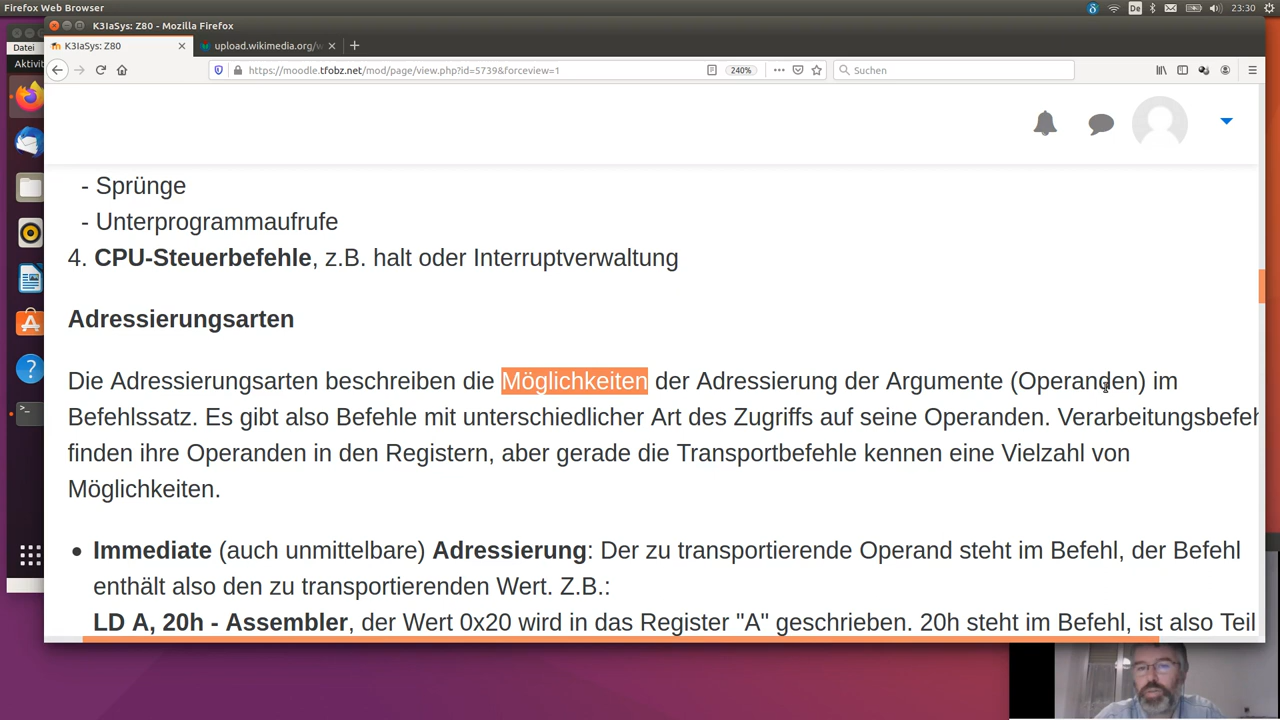 Firefox Web Browser
De
23:30
K3IaSys: Z80 - Mozilla Firefox
Datei
K3IaSys: Z80
upload.wikimedia.org/w
Aktivit
https://moodle.tfobz.net/mod/page/view.php?id=5739&forceview=1
240%
Suchen
- Sprünge
- Unterprogrammaufrufe
4. CPU-Steuerbefehle, z.B. halt oder Interruptverwaltung
Adressierungsarten
Die Adressierungsarten beschreiben die Möglichkeiten der Adressierung der Argumente (Operanden) im
Befehlssatz. Es gibt also Befehle mit unterschiedlicher Art des Zugriffs auf seine Operanden. Verarbeitungsbefeh
finden ihre Operanden in den Registern, aber gerade die Transportbefehle kennen eine Vielzahl von
Möglichkeiten.
• Immediate (auch unmittelbare) Adressierung: Der zu transportierende Operand steht im Befehl, der Befehl
enthält also den zu transportierenden Wert. Z.B.:
LD A, 20h - Assembler, der Wert 0x20 wird in das Register "A" geschrieben. 20h steht im Befehl, ist also Teil